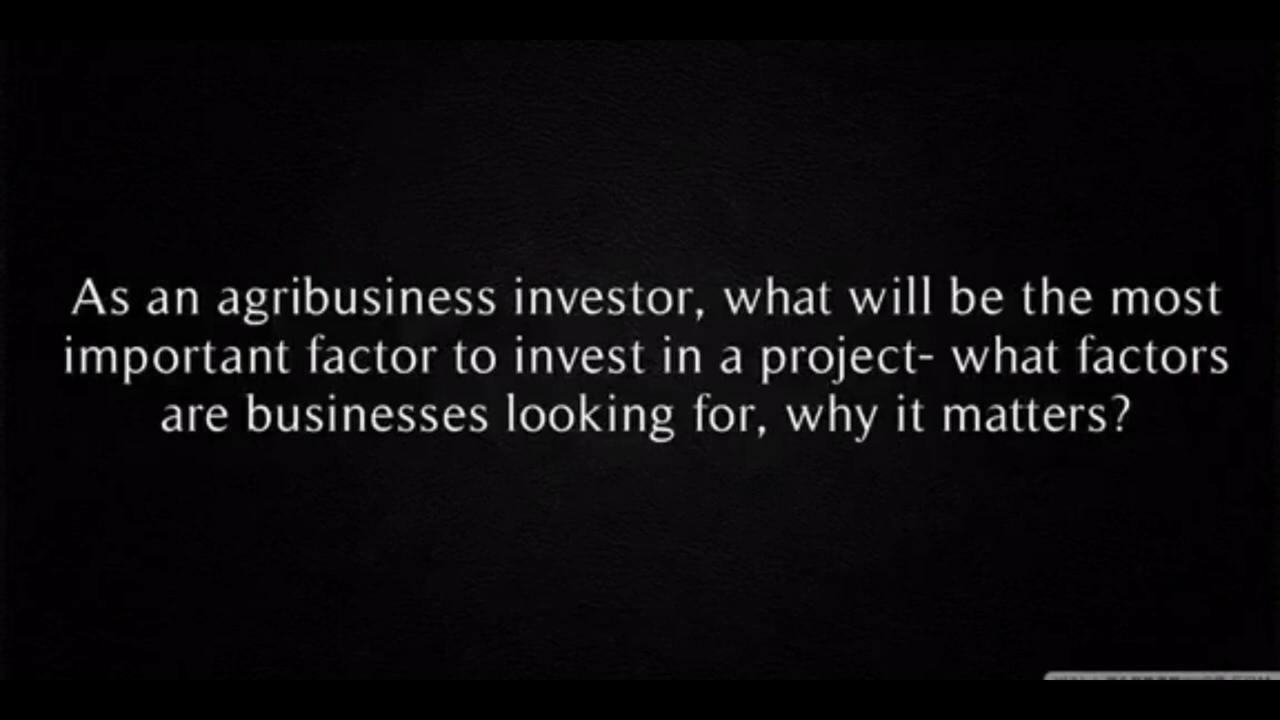 As an agribusiness investor, what will be the most
important factor to invest in a project- what factors
are businesses looking for, why it matters?